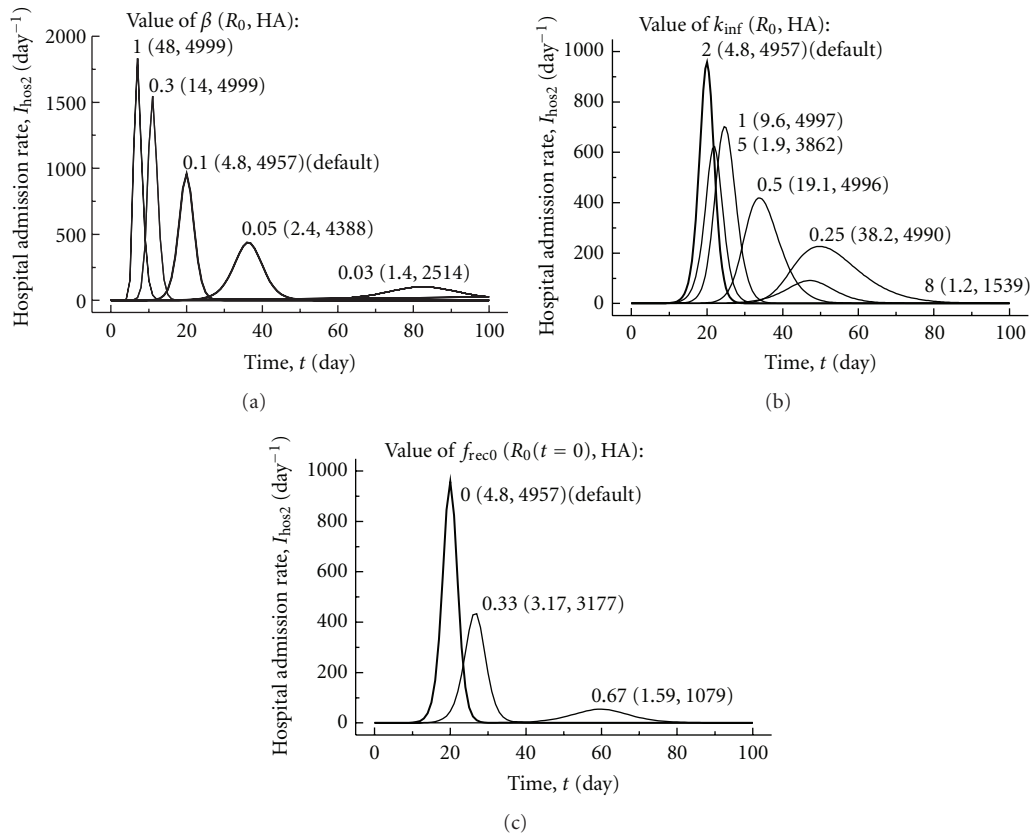 Value of β (R₀, HA):
1 (48, 4999)
0.3 (14, 4999)
0.1 (4.8, 4957)(default)
0.05 (2.4, 4388)
0.03 (1.4, 2514)
Hospital admission rate, I_hos2 (day⁻¹)
2000
1500
1000
500
0
0 20 40 60 80 100
Time, t (day)
(a)
Value of k_inf (R₀, HA):
2 (4.8, 4957)(default)
1 (9.6, 4997)
5 (1.9, 3862)
0.5 (19.1, 4996)
0.25 (38.2, 4990)
8 (1.2, 1539)
Hospital admission rate, I_hos2 (day⁻¹)
1000
800
600
400
200
0
0 20 40 60 80 100
Time, t (day)
(b)
Value of f_rec0 (R₀(t = 0), HA):
0 (4.8, 4957)(default)
0.33 (3.17, 3177)
0.67 (1.59, 1079)
Hospital admission rate, I_hos2 (day⁻¹)
1000
800
600
400
200
0
0 20 40 60 80 100
Time, t (day)
(c)